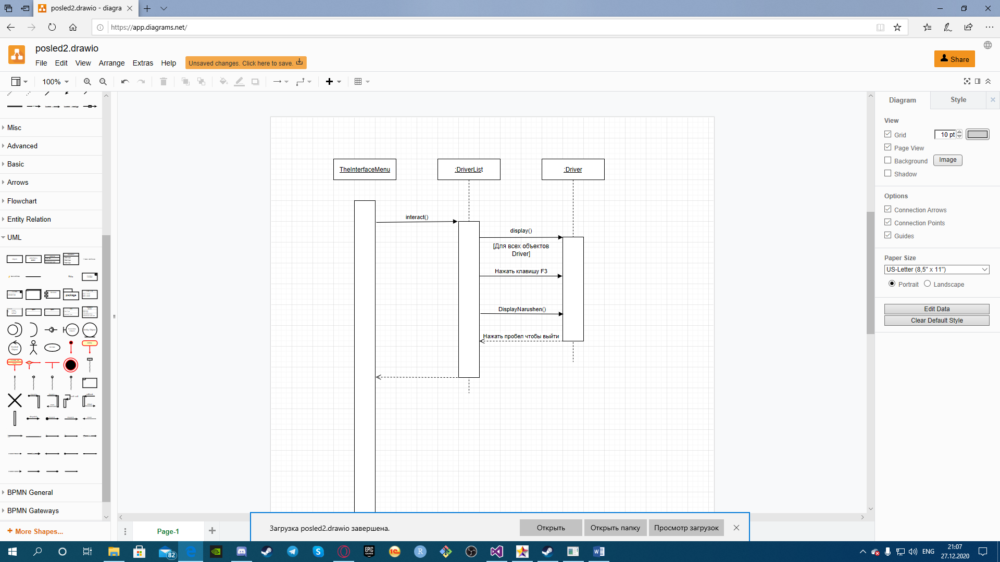 posled2.drawio - diagra
https://app.diagrams.net/
posled2.drawio
File Edit View Arrange Extras Help
Unsaved changes. Click here to save.
Share
100%
Diagram
Style
Misc
Advanced
Basic
Arrows
Flowchart
Entity Relation
UML
package
Title
BPMN General
BPMN Gateways
+ More Shapes...
TheInterfaceMenu
:DriverList
:Driver
interact()
display()
[Для всех объектов
Driver]
Нажать клавишу F3
DisplayNarushen()
Нажать пробел чтобы выйти
View
Grid
10 pt
Page View
Background
Image
Shadow
Options
Connection Arrows
Connection Points
Guides
Paper Size
US-Letter (8,5" x 11")
Portrait
Landscape
Edit Data
Clear Default Style
Page-1
Загрузка posled2.drawio завершена.
Открыть
Открыть папку
Просмотр загрузок
82
EPIC
GAMES
R
ENG
21:07
27.12.2020